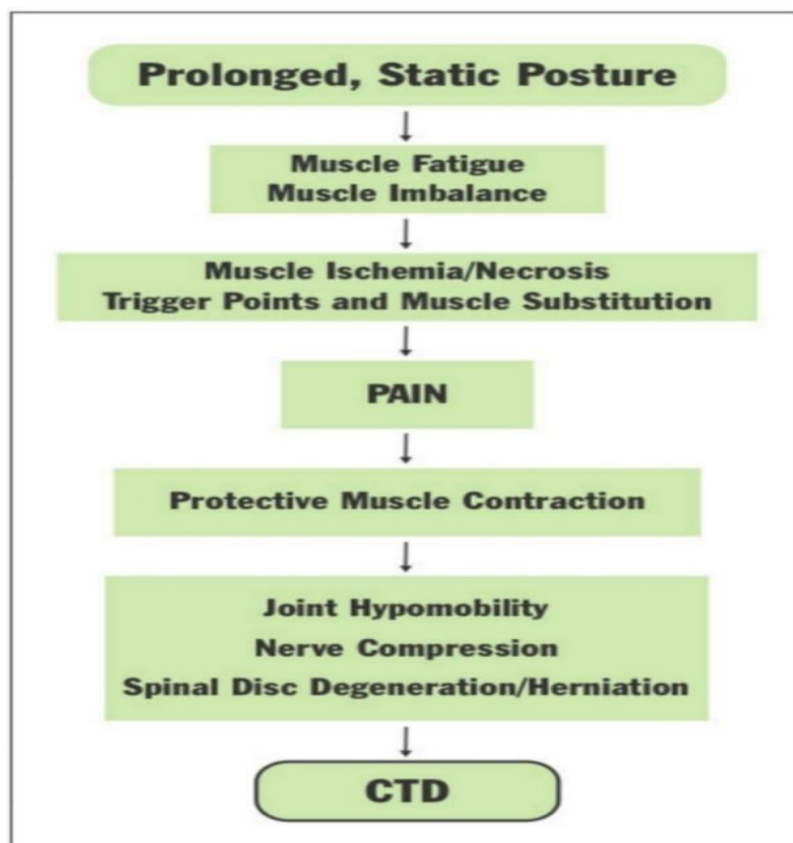 Prolonged, Static Posture
Muscle Fatigue
Muscle Imbalance
Muscle Ischemia/Necrosis
Trigger Points and Muscle Substitution
PAIN
Protective Muscle Contraction
Joint Hypomobility
Nerve Compression
Spinal Disc Degeneration/Herniation
CTD